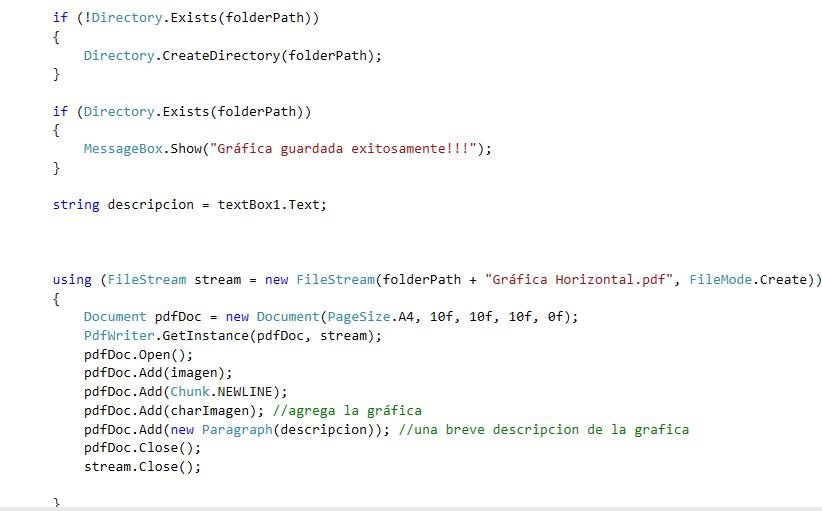 if (!Directory.Exists(folderPath))
{
Directory.CreateDirectory(folderPath);
}
if (Directory.Exists(folderPath))
{
MessageBox.Show("Gráfica guardada exitosamente!!!");
}
string descripcion = textBox1.Text;
using (FileStream stream = new FileStream(folderPath + "Gráfica Horizontal.pdf", FileMode.Create))
{
Document pdfDoc = new Document(PageSize.A4, 10f, 10f, 10f, 0f);
PdfWriter.GetInstance(pdfDoc, stream);
pdfDoc.Open();
pdfDoc.Add(imagen);
pdfDoc.Add(Chunk.NEWLINE);
pdfDoc.Add(charImagen); //agrega la gráfica
pdfDoc.Add(new Paragraph(descripcion)); //una breve descripcion de la grafica
pdfDoc.Close();
stream.Close();
}